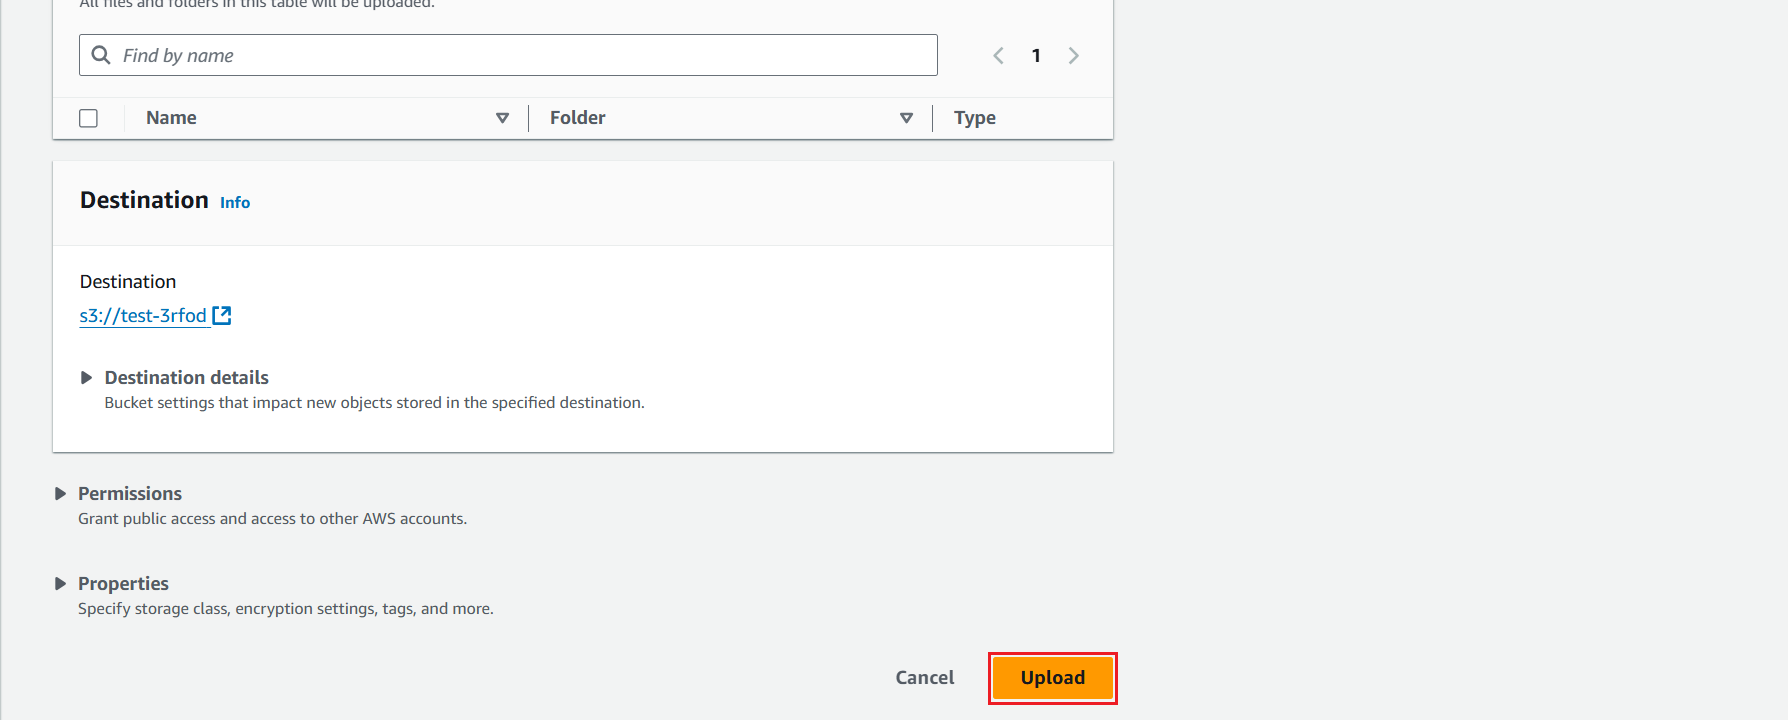 All files and folders in this table will be uploaded.
Find by name
1
Name Folder Type
Destination Info
Destination
s3://test-3rfod
Destination details
Bucket settings that impact new objects stored in the specified destination.
Permissions
Grant public access and access to other AWS accounts.
Properties
Specify storage class, encryption settings, tags, and more.
Cancel Upload